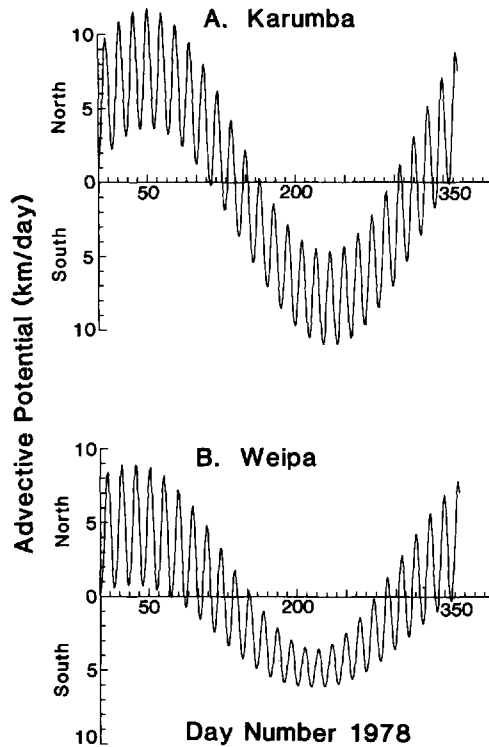 A. Karumba
Advective Potential (km/day)
North
South
10
5
0
5
10
50
200
350
B. Weipa
North
South
10
5
0
5
10
50
200
350
Day Number 1978